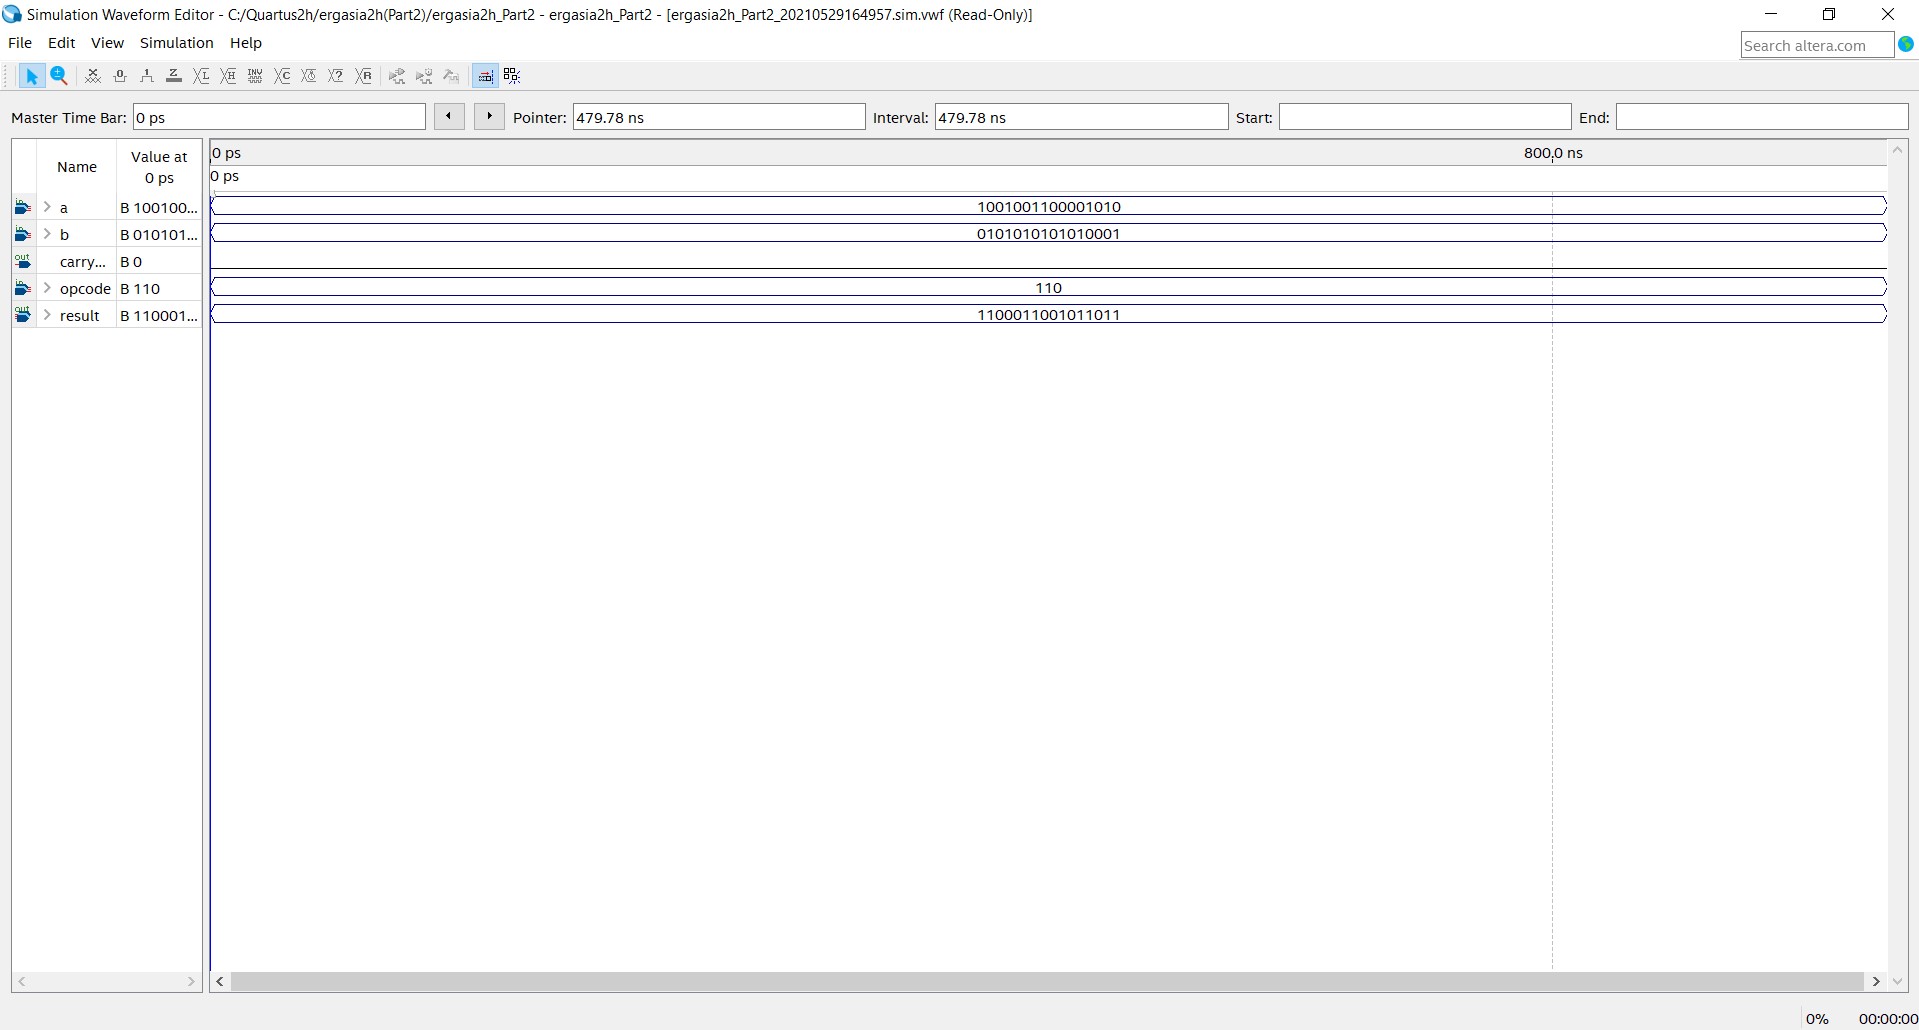 Simulation Waveform Editor - C:/Quartus2h/ergasia2h(Part2)/ergasia2h_Part2 - ergasia2h_Part2 - [ergasia2h_Part2_20210529164957.sim.vwf (Read-Only)]
File Edit View Simulation Help
Search altera.com
Master Time Bar: 0 ps Pointer: 479.78 ns Interval: 479.78 ns Start: End:
Name Value at 0 ps
0 ps 800.0 ns
0 ps
a B 100100... 1001001100001010
b B 010101... 0101010101010001
carry... B 0
opcode B 110 110
result B 110001... 1100011001011011
0% 00:00:00